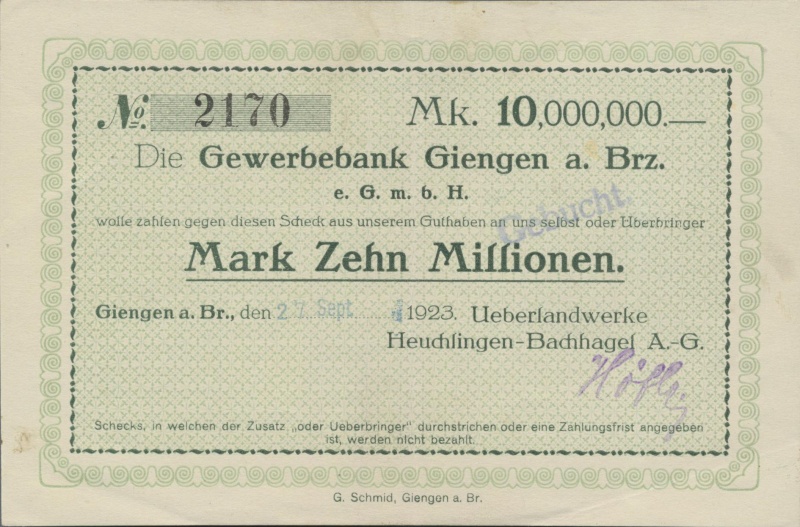 No. 2170 Mk. 10,000,000.—
Die Gewerbebank Giengen a. Brz.
e. G. m. b. H.
wolle zahlen gegen diesen Scheck aus unserem Guthaben an uns selbst oder Überbringer
Gebucht.
Mark Zehn Millionen.
Giengen a. Br., den 27. Sept 1923. Ueberlandwerke
Heuchlingen-Bachhagel A.-G.
Schecks, in welchen der Zusatz „oder Ueberbringer" durchstrichen oder eine Zahlungsfrist angegeben
ist, werden nicht bezahlt.
G. Schmid, Giengen a. Br.